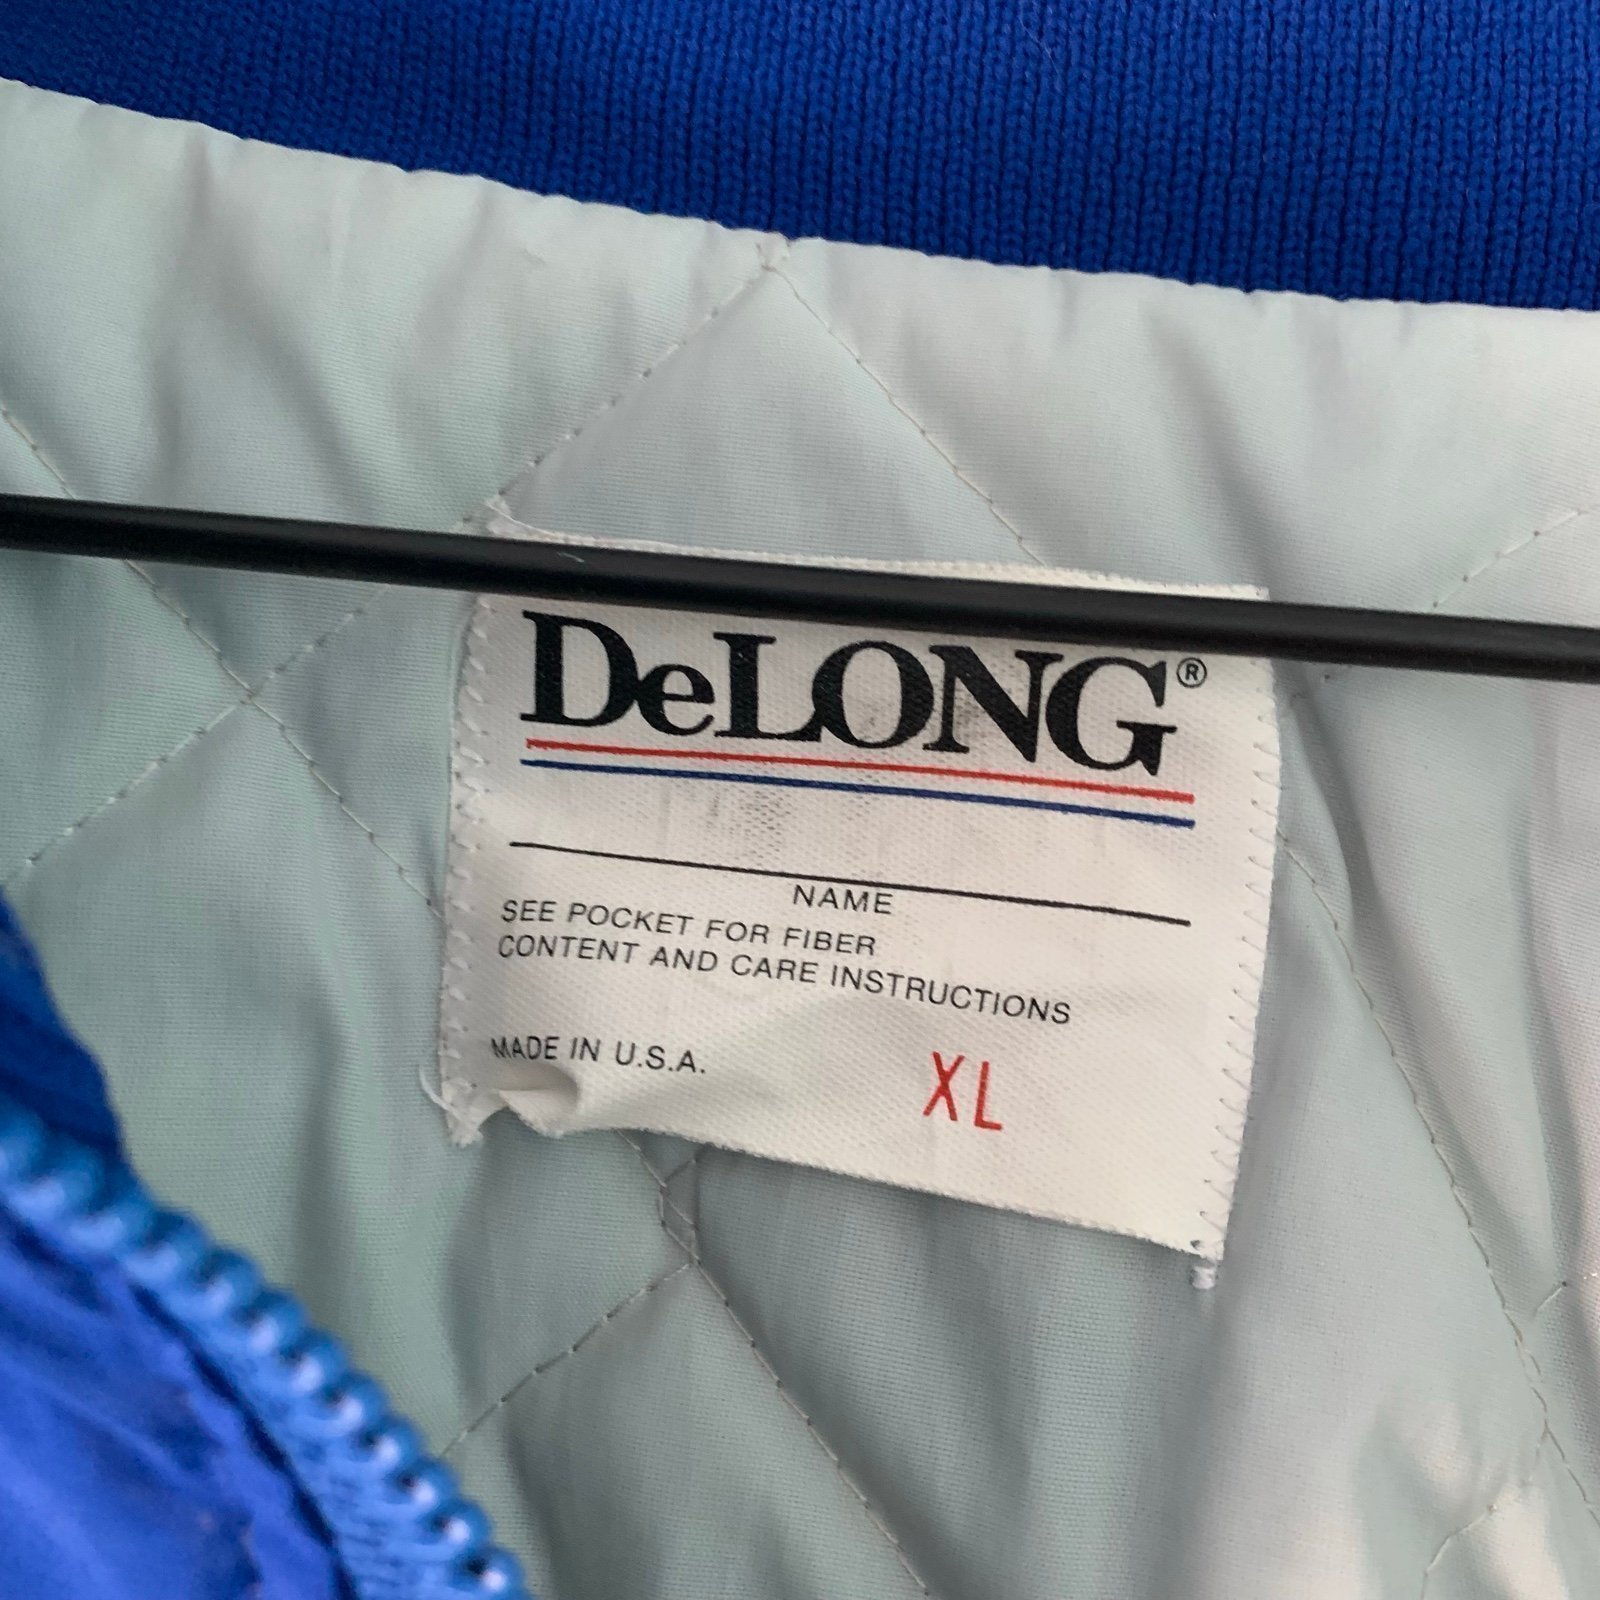 DeLONG®
NAME
SEE POCKET FOR FIBER
CONTENT AND CARE INSTRUCTIONS
MADE IN U.S.A.
XL